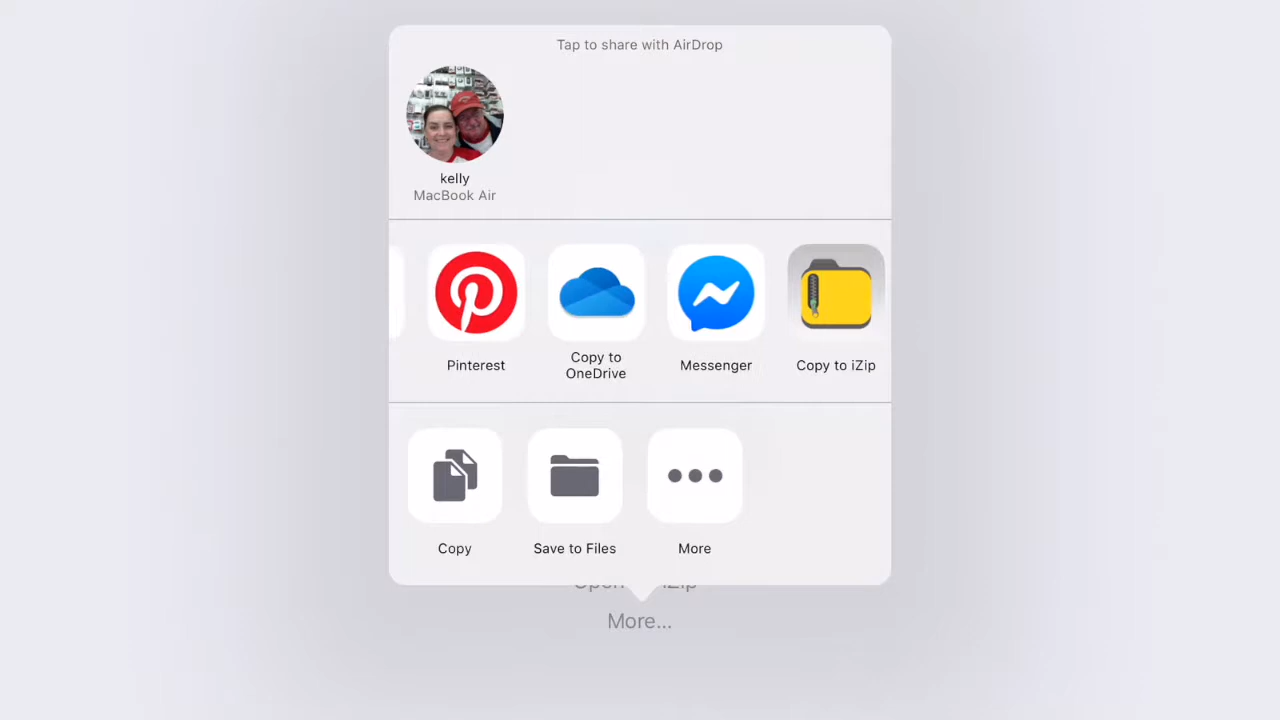 Tap to share with AirDrop
kelly
MacBook Air
Pinterest
Copy to
OneDrive
Messenger
Copy to iZip
Copy
Save to Files
More
More...